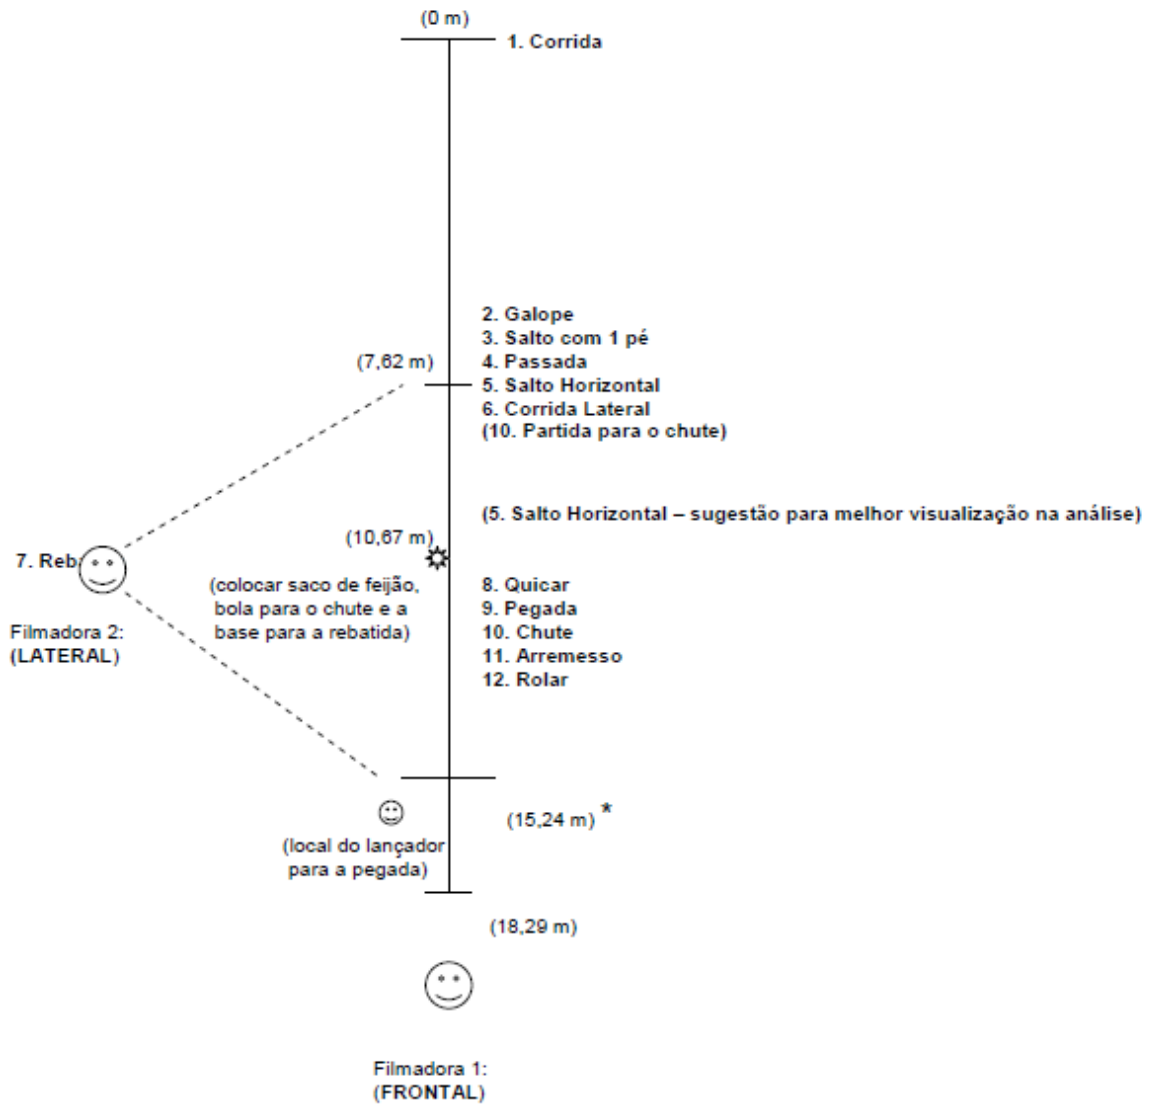 (0 m)
1. Corrida
2. Galope
3. Salto com 1 pé
(7,62 m)
4. Passada
5. Salto Horizontal
6. Corrida Lateral
(10. Partida para o chute)
(5. Salto Horizontal – sugestão para melhor visualização na análise)
(10,67 m)
7. Reb
(colocar saco de feijão,
bola para o chute e a
base para a rebatida)
8. Quicar
9. Pegada
10. Chute
11. Arremesso
12. Rolar
Filmadora 2:
(LATERAL)
(15,24 m) *
(local do lançador
para a pegada)
(18,29 m)
Filmadora 1:
(FRONTAL)